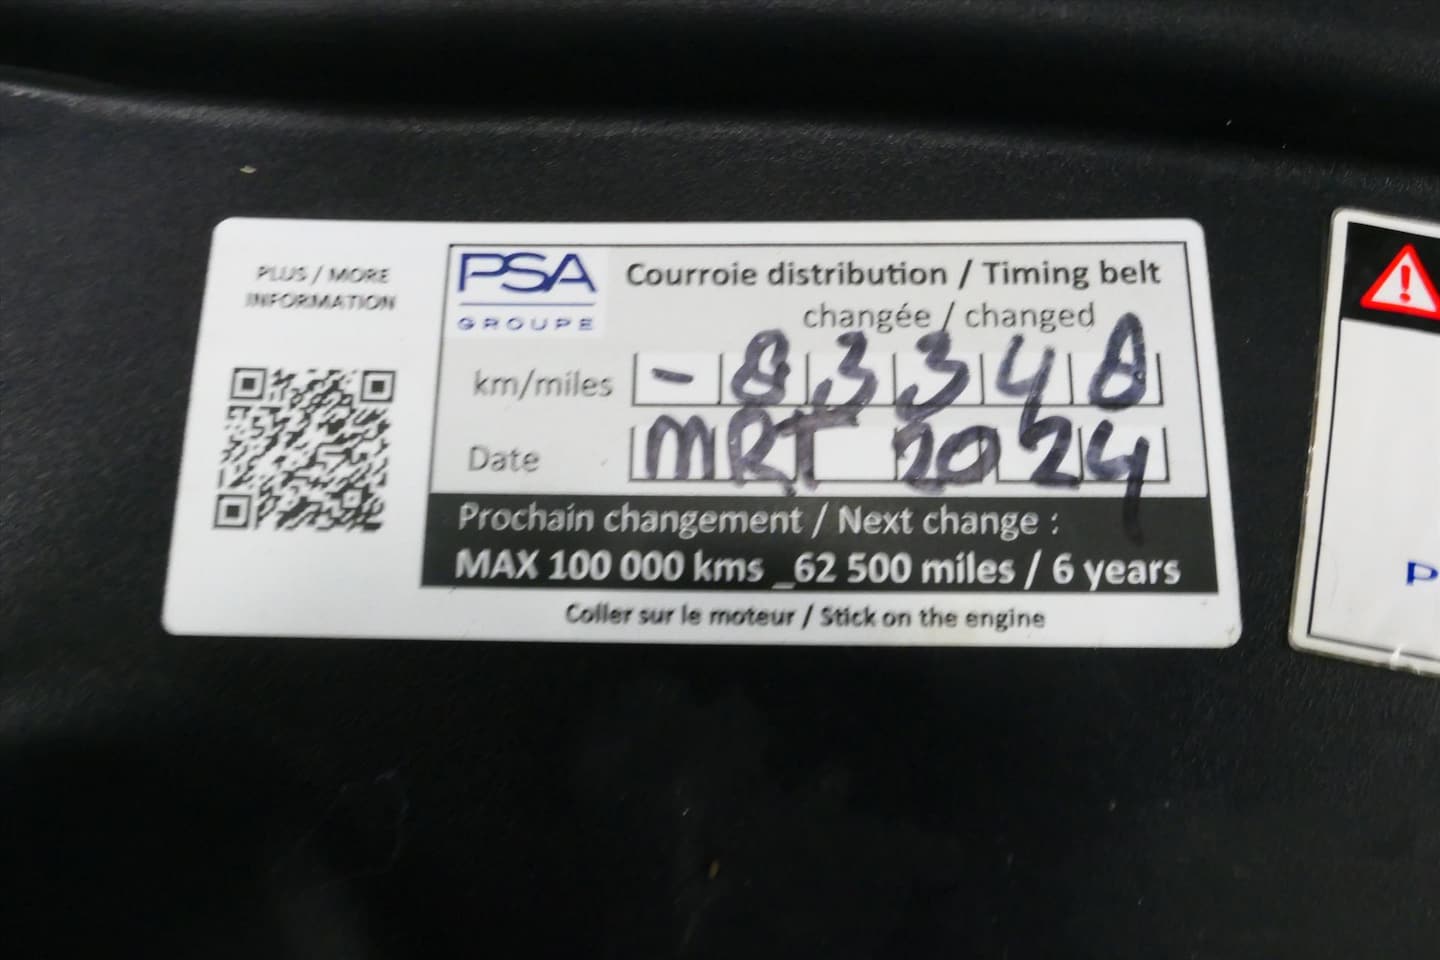 PLUS / MORE
INFORMATION
PSA
GROUPE
Courroie distribution / Timing belt
changée / changed
km/miles - 83348
Date MRT 2024
Prochain changement / Next change :
MAX 100 000 kms _62 500 miles / 6 years
Coller sur le moteur / Stick on the engine
P